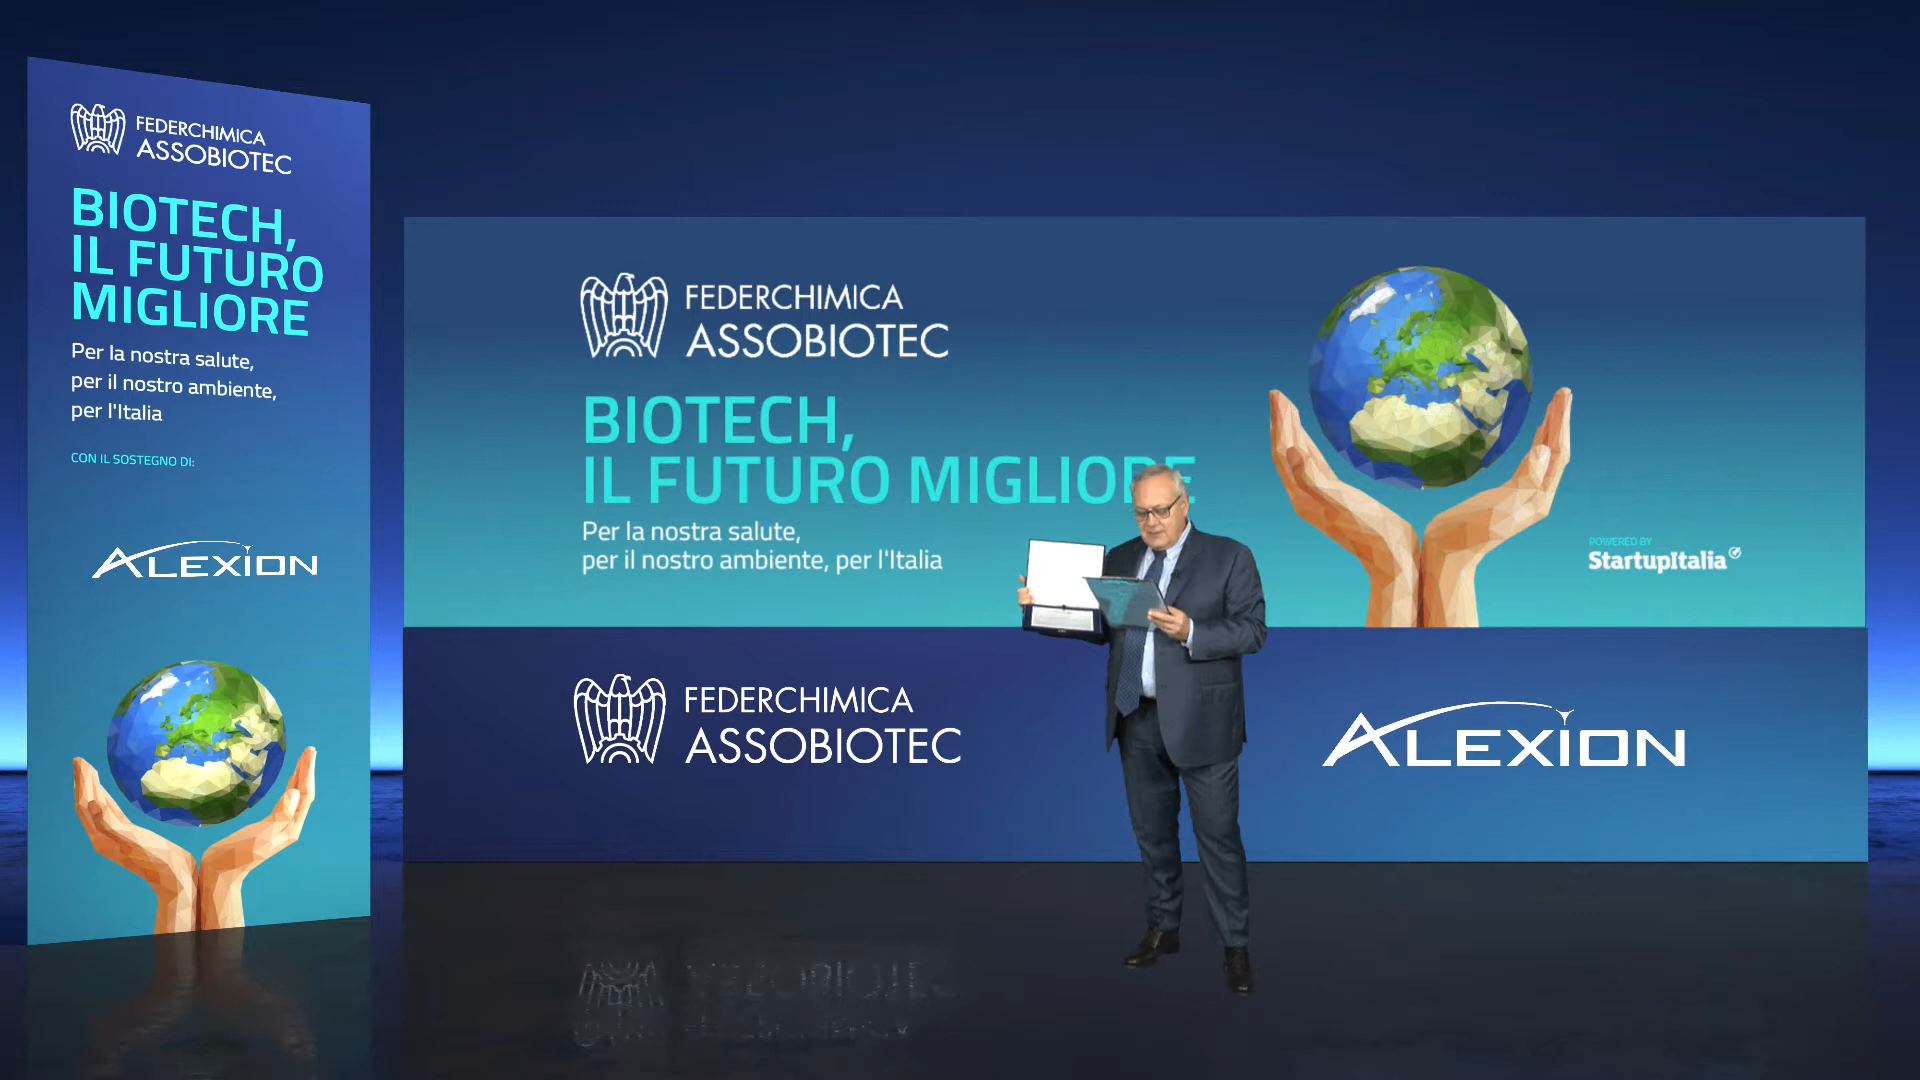 FEDERCHIMICA
ASSOBIOTEC
BIOTECH,
IL FUTURO
MIGLIORE
Per la nostra salute,
per il nostro ambiente,
per l'Italia
CON IL SOSTEGNO DI:
ALEXION
FEDERCHIMICA
ASSOBIOTEC
BIOTECH,
IL FUTURO MIGLIORE
Per la nostra salute,
per il nostro ambiente, per l'Italia
POWERED BY
StartupItalia
FEDERCHIMICA
ASSOBIOTEC
ALEXION